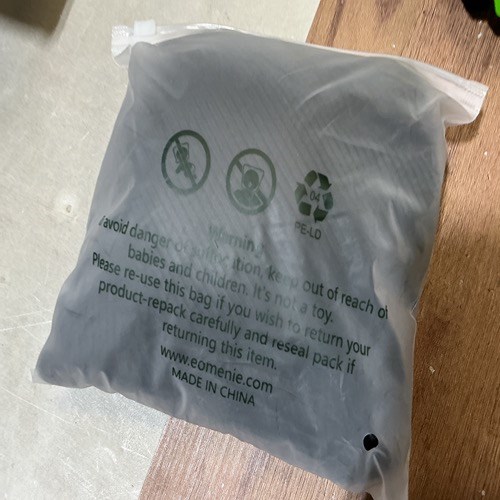 04
PE-LD
Warning
/avoid danger of suffocation, keep out of reach of
babies and children. It's not a toy.
Please re-use this bag if you wish to return your
product-repack carefully and reseal pack if
returning this item.
www.eomenie.com
MADE IN CHINA